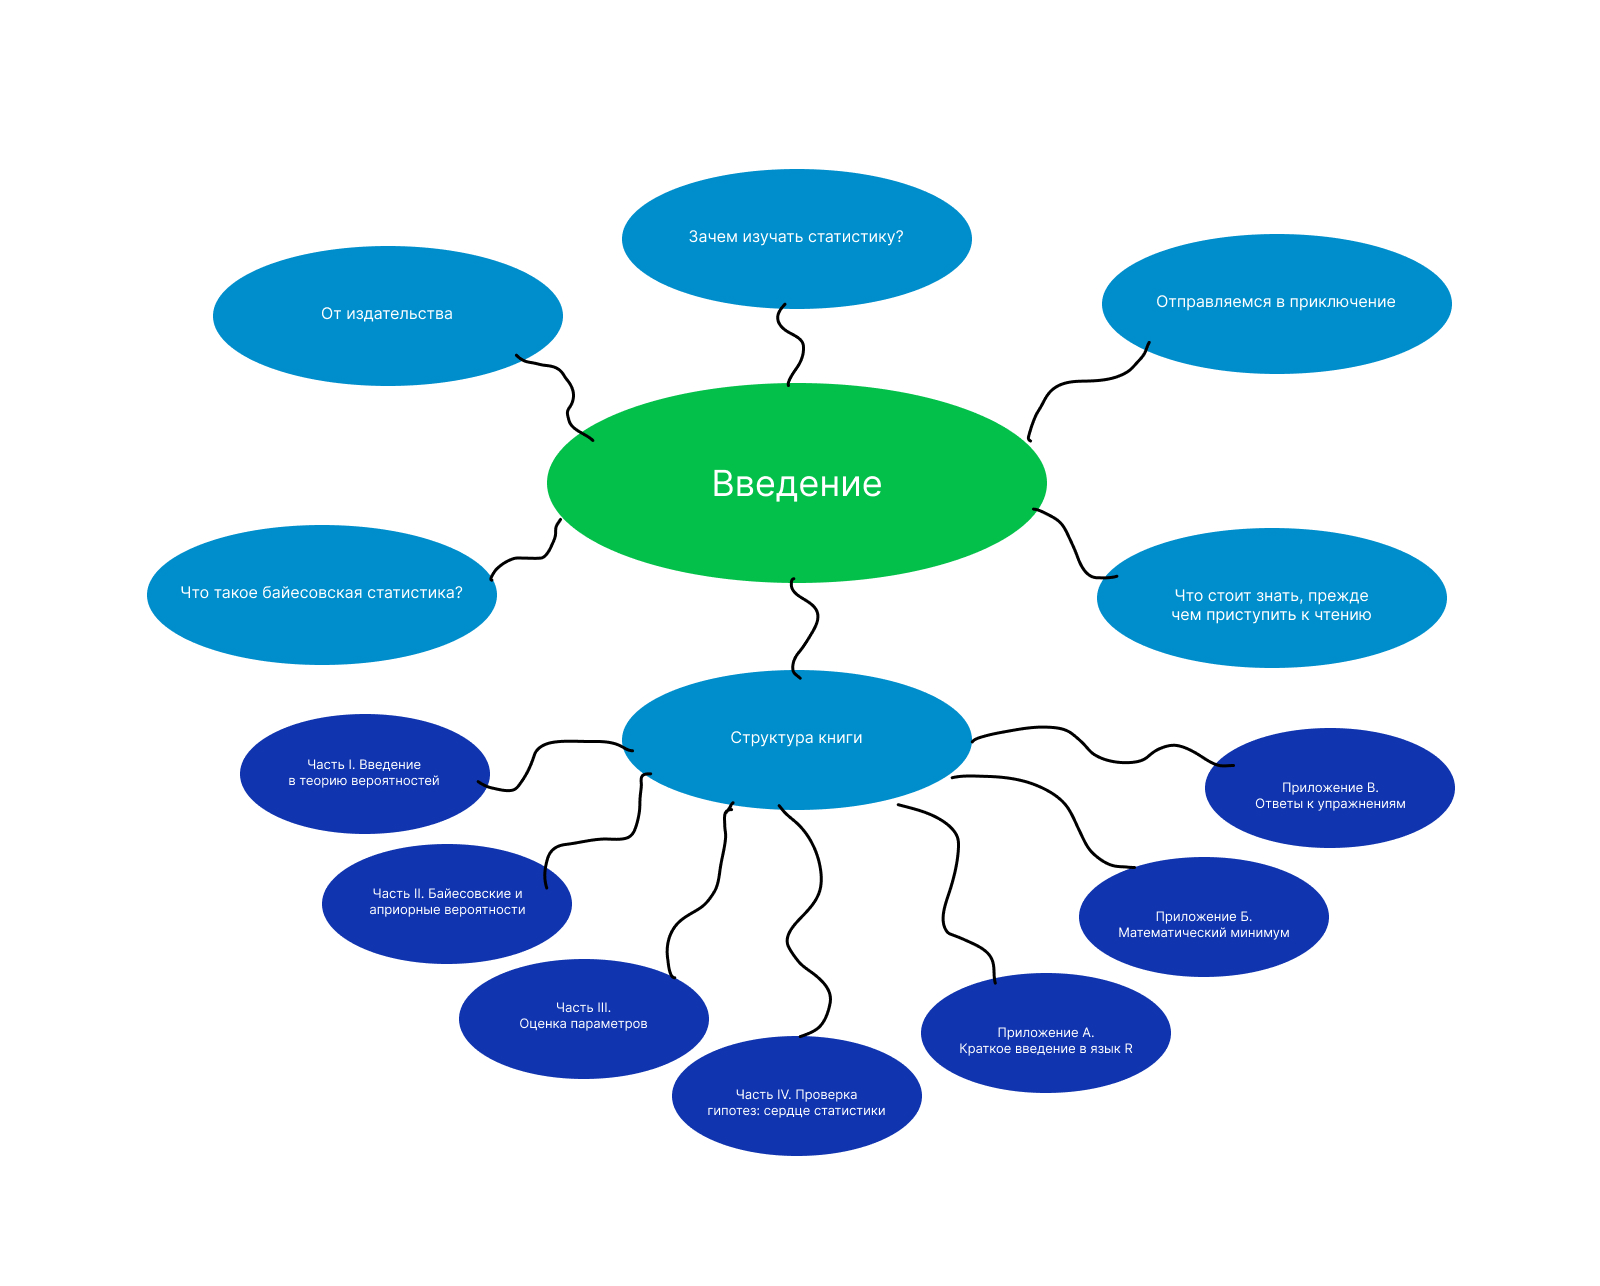 Зачем изучать статистику?
От издательства
Отправляемся в приключение
Введение
Что такое байесовская статистика?
Что стоит знать, прежде
чем приступить к чтению
Структура книги
Часть I. Введение
в теорию вероятностей
Часть II. Байесовские и
априорные вероятности
Часть III.
Оценка параметров
Часть IV. Проверка
гипотез: сердце статистики
Приложение А.
Краткое введение в язык R
Приложение Б.
Математический минимум
Приложение В.
Ответы к упражнениям